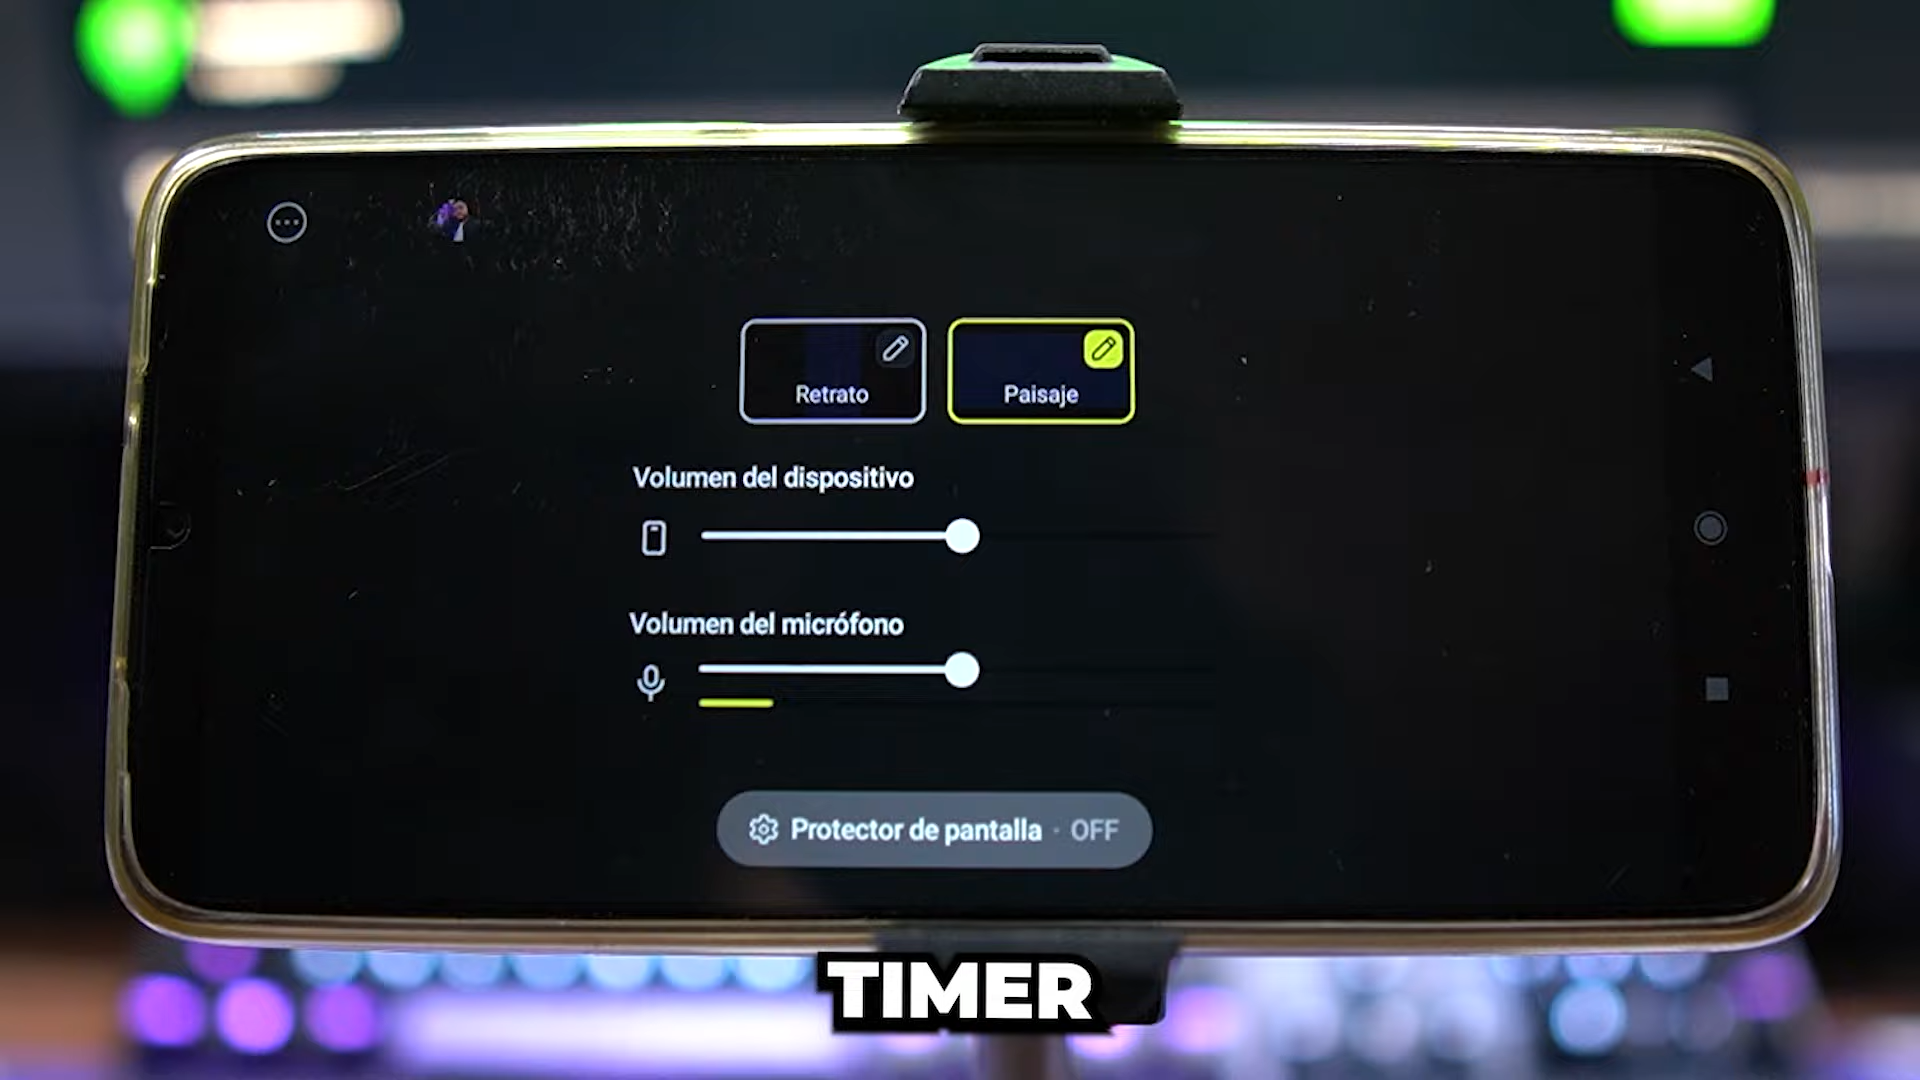 Retrato
Paisaje
Volumen del dispositivo
Volumen del micrófono
Protector de pantalla · OFF
TIMER